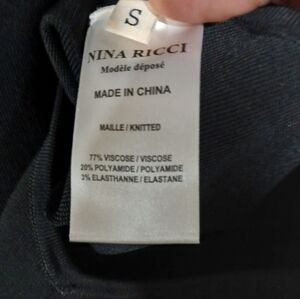 S
NINA RICCI
Modèle déposé
MADE IN CHINA
MAILLE / KNITTED
77% VISCOSE / VISCOSE
20% POLYAMIDE / POLYAMIDE
3% ELASTHANNE / ELASTANE